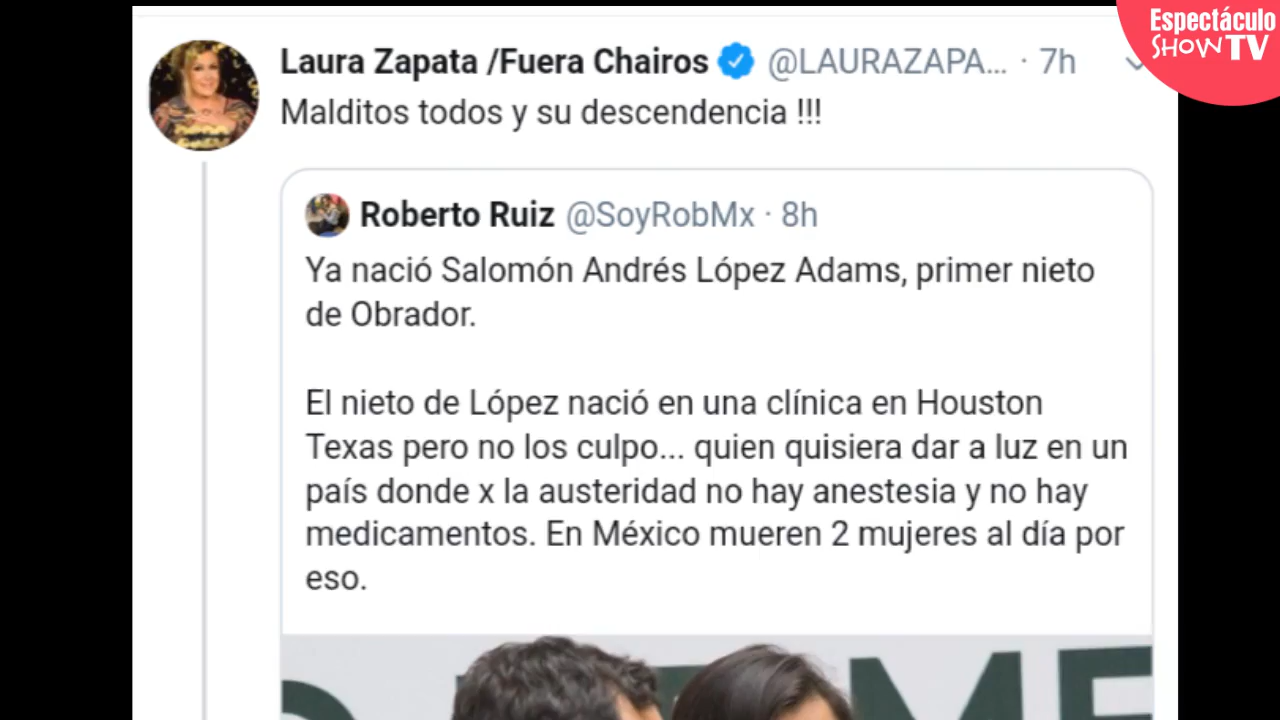 Espectáculo
SHOW TV
Laura Zapata /Fuera Chairos @LAURAZAPA... · 7h
Malditos todos y su descendencia !!!
Roberto Ruiz @SoyRobMx · 8h
Ya nació Salomón Andrés López Adams, primer nieto
de Obrador.
El nieto de López nació en una clínica en Houston
Texas pero no los culpo... quien quisiera dar a luz en un
país donde x la austeridad no hay anestesia y no hay
medicamentos. En México mueren 2 mujeres al día por
eso.
ME